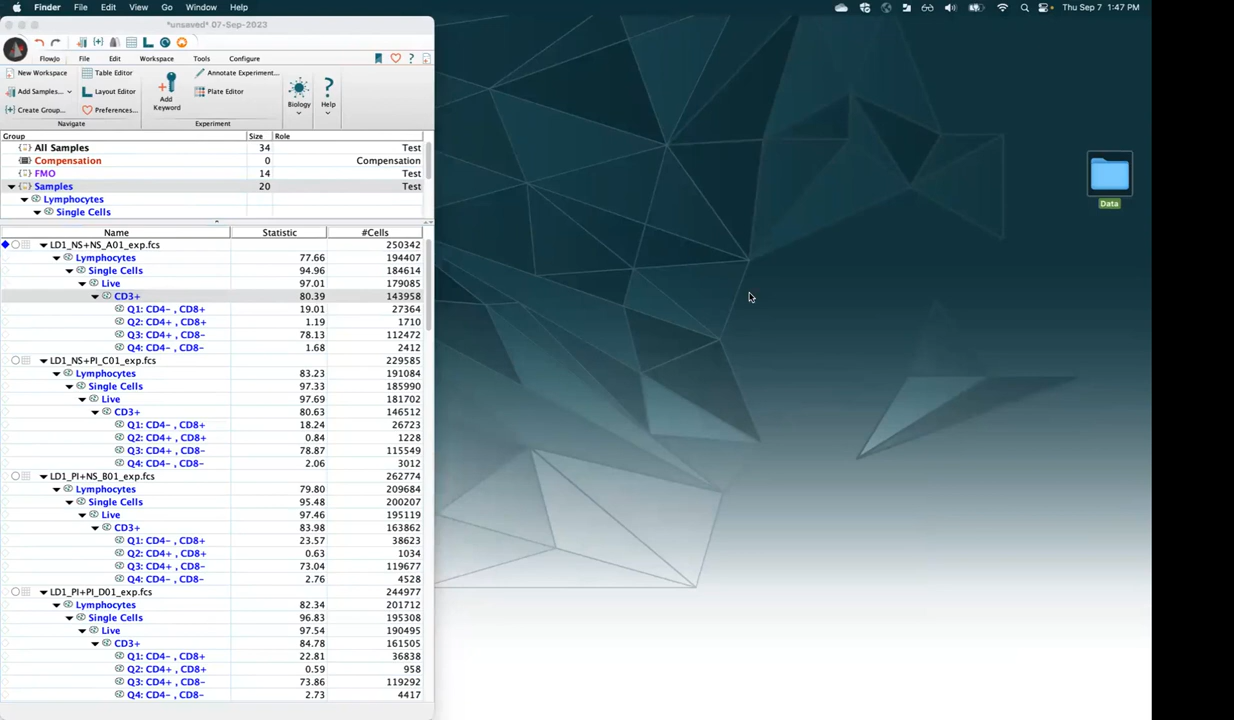 Finder File Edit View Go Window Help Thu Sep 7 1:47 PM
*unsaved* 07-Sep-2023
FlowJo File Edit Workspace Tools Configure
New Workspace Table Editor Annotate Experiment...
Add Samples... Layout Editor Add Keyword Plate Editor Biology Help
Create Group... Preferences...
Navigate Experiment
Group Size Role
All Samples 34 Test
Compensation 0 Compensation
FMO 14 Test
Samples 20 Test
Lymphocytes
Single Cells
Name Statistic #Cells
LD1_NS+NS_A01_exp.fcs 250342
Lymphocytes 77.66 194407
Single Cells 94.96 184614
Live 97.01 179085
CD3+ 80.39 143958
Q1: CD4- , CD8+ 19.01 27364
Q2: CD4+ , CD8+ 1.19 1710
Q3: CD4+ , CD8- 78.13 112472
Q4: CD4- , CD8- 1.68 2412
LD1_NS+PI_C01_exp.fcs 229585
Lymphocytes 83.23 191084
Single Cells 97.33 185990
Live 97.69 181702
CD3+ 80.63 146512
Q1: CD4- , CD8+ 18.24 26723
Q2: CD4+ , CD8+ 0.84 1228
Q3: CD4+ , CD8- 78.87 115549
Q4: CD4- , CD8- 2.06 3012
LD1_PI+NS_B01_exp.fcs 262774
Lymphocytes 79.80 209684
Single Cells 95.48 200207
Live 97.46 195119
CD3+ 83.98 163862
Q1: CD4- , CD8+ 23.57 38623
Q2: CD4+ , CD8+ 0.63 1034
Q3: CD4+ , CD8- 73.04 119677
Q4: CD4- , CD8- 2.76 4528
LD1_PI+PI_D01_exp.fcs 244977
Lymphocytes 82.34 201712
Single Cells 96.83 195308
Live 97.54 190495
CD3+ 84.78 161505
Q1: CD4- , CD8+ 22.81 36838
Q2: CD4+ , CD8+ 0.59 958
Q3: CD4+ , CD8- 73.86 119292
Q4: CD4- , CD8- 2.73 4417
Data